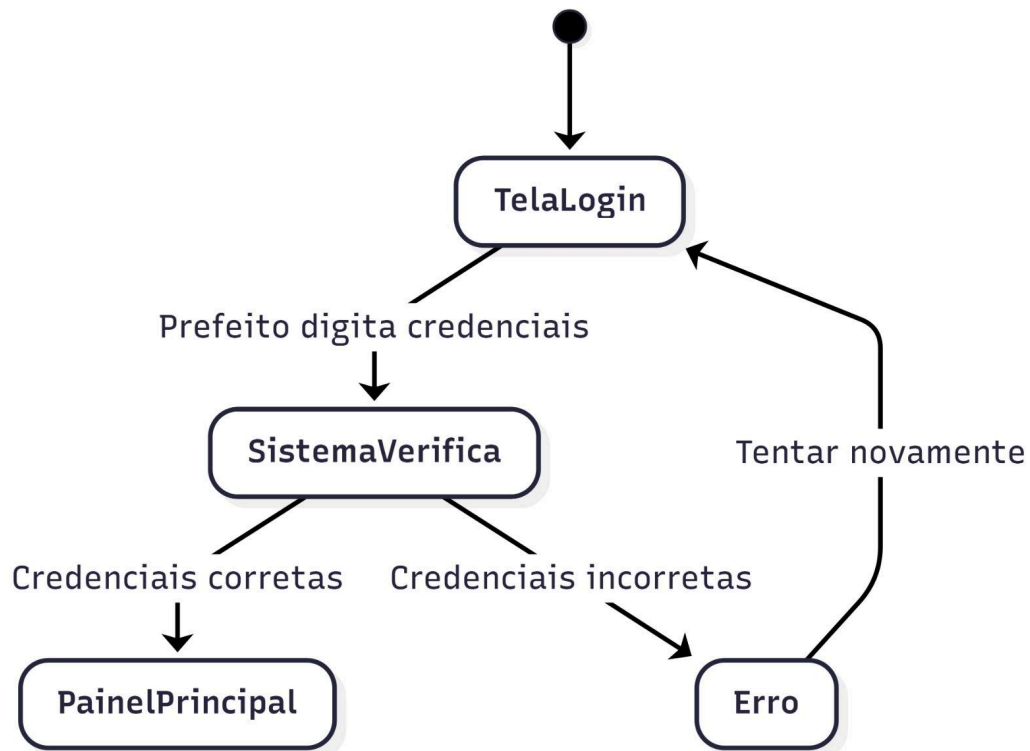 TelaLogin
Prefeito digita credenciais
SistemaVerifica
Tentar novamente
Credenciais corretas
Credenciais incorretas
PainelPrincipal
Erro